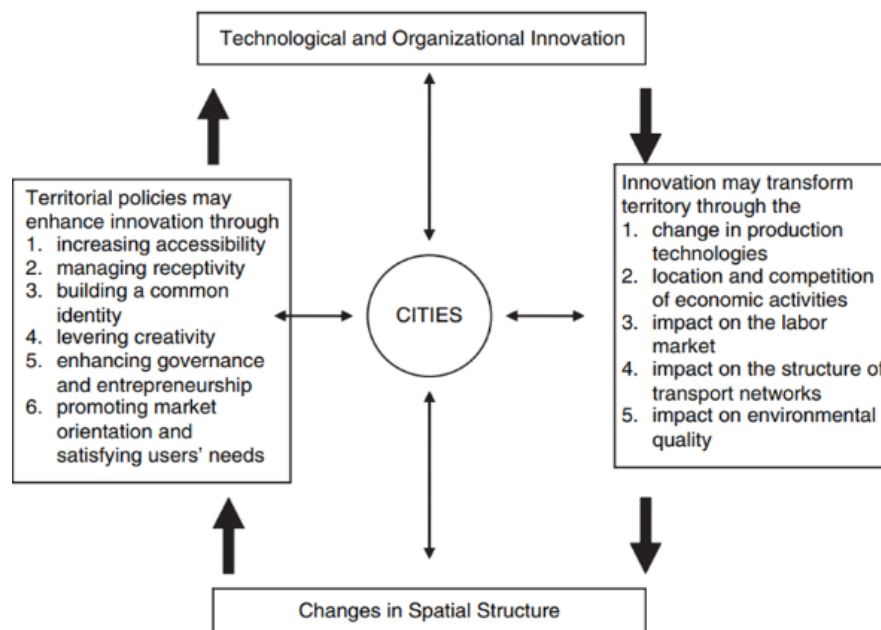 Technological and Organizational Innovation
Territorial policies may
enhance innovation through
1. increasing accessibility
2. managing receptivity
3. building a common
identity
4. levering creativity
5. enhancing governance
and entrepreneurship
6. promoting market
orientation and
satisfying users' needs
CITIES
Innovation may transform
territory through the
1. change in production
technologies
2. location and competition
of economic activities
3. impact on the labor
market
4. impact on the structure of
transport networks
5. impact on environmental
quality
Changes in Spatial Structure